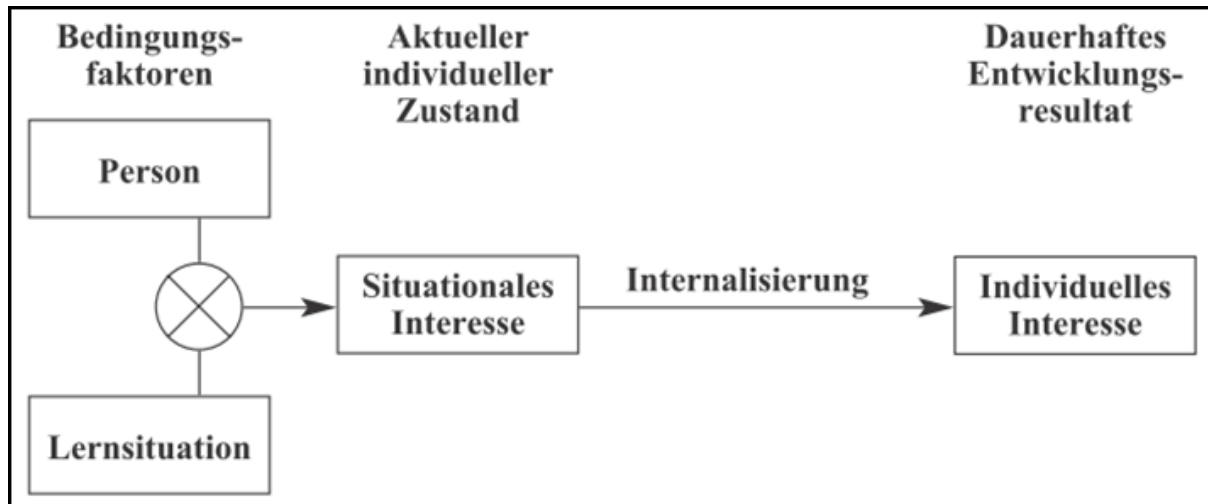 Bedingungs-
faktoren
Aktueller
individueller
Zustand
Dauerhaftes
Entwicklungs-
resultat
Person
Situationales
Interesse
Internalisierung
Individuelles
Interesse
Lernsituation